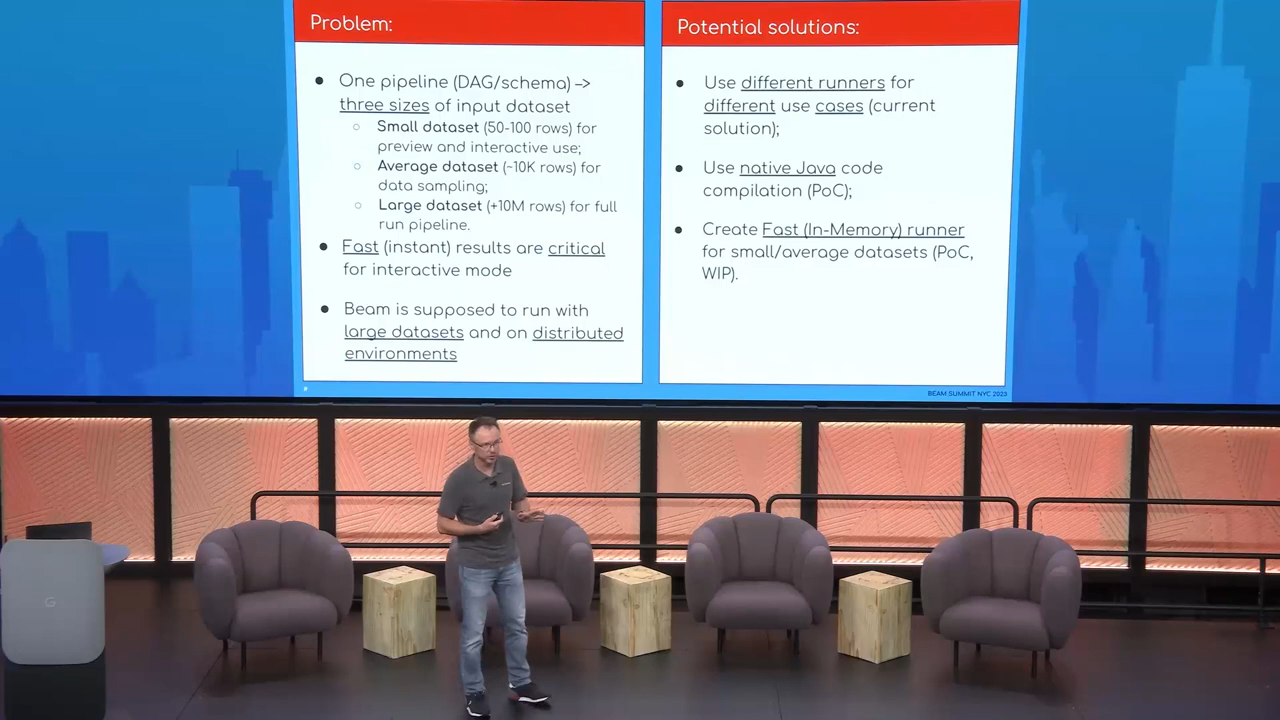 Problem:
One pipeline (DAG/schema) ->
three sizes of input dataset
Small dataset (50-100 rows) for
preview and interactive use;
Average dataset (~10K rows) for
data sampling;
Large dataset (+10M rows) for full
run pipeline.
Fast (instant) results are critical
for interactive mode
Beam is supposed to run with
large datasets and on distributed
environments
Potential solutions:
Use different runners for
different use cases (current
solution);
Use native Java code
compilation (PoC);
Create Fast (In-Memory) runner
for small/average datasets (PoC,
WIP).
BEAM SUMMIT NYC 2023
G